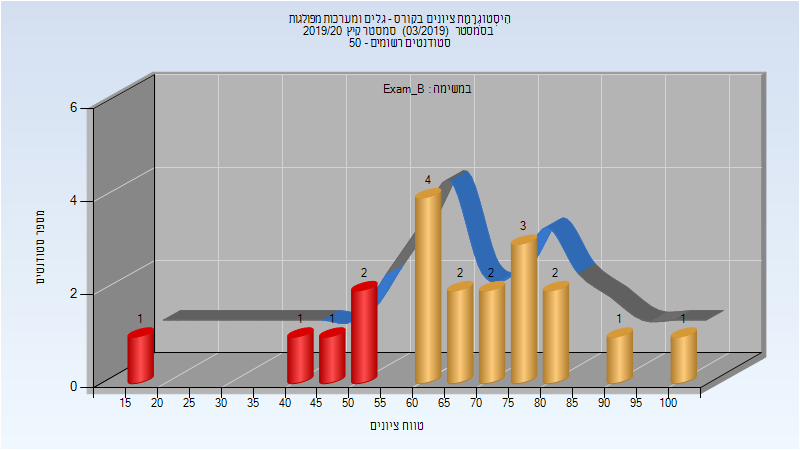 הִיסְטוֹגְרָמַת ציונים בקורס - גלים ומערכות מפולגות
בסמסטר (03/2019) סמסטר קיץ 2019/20
סטודנטים רשומים - 50
במשימה : Exam_B
מספר סטודנטים
6
4
2
0
1
1
1
2
4
2
2
3
2
1
1
15 20 30 35 40 45 50 55 60 65 70 75 80 85 90 95 100
טווח ציונים